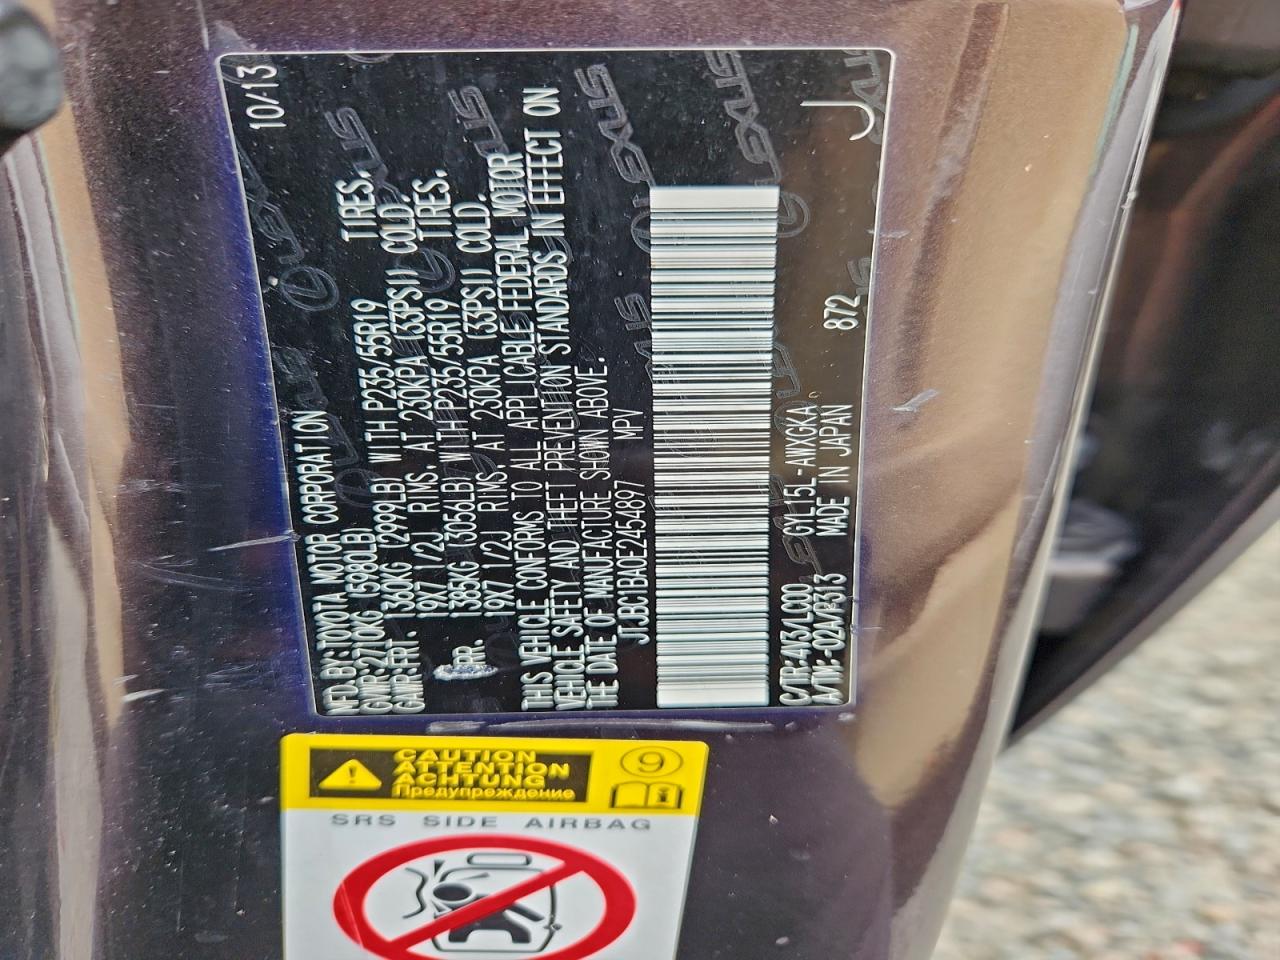 10/13
MFD.BY:TOYOTA MOTOR CORPORATION
GVWR:2710KG (5980LB)
GAWR:FRT. 1360KG (2999LB) WITH P235/55R19 TIRES.
19X7 1/2J RIMS. AT 230KPA (33PSI) COLD.
RR. 1385KG (3056LB) WITH P235/55R19 TIRES.
19X7 1/2J RIMS. AT 230KPA (33PSI) COLD.
THIS VEHICLE CONFORMS TO ALL APPLICABLE FEDERAL MOTOR
VEHICLE SAFETY AND THEFT PREVENTION STANDARDS IN EFFECT ON
THE DATE OF MANUFACTURE SHOWN ABOVE.
JTJBC1BA0E2454897 MPV
C/TR:4J3/LC00 GYL15L-AWXGKA
A/TM:-02A/P313 MADE IN JAPAN 872
J
LEXUS
CAUTION
ATTENTION
ACHTUNG
Предупреждение
9
i
SRS SIDE AIRBAG